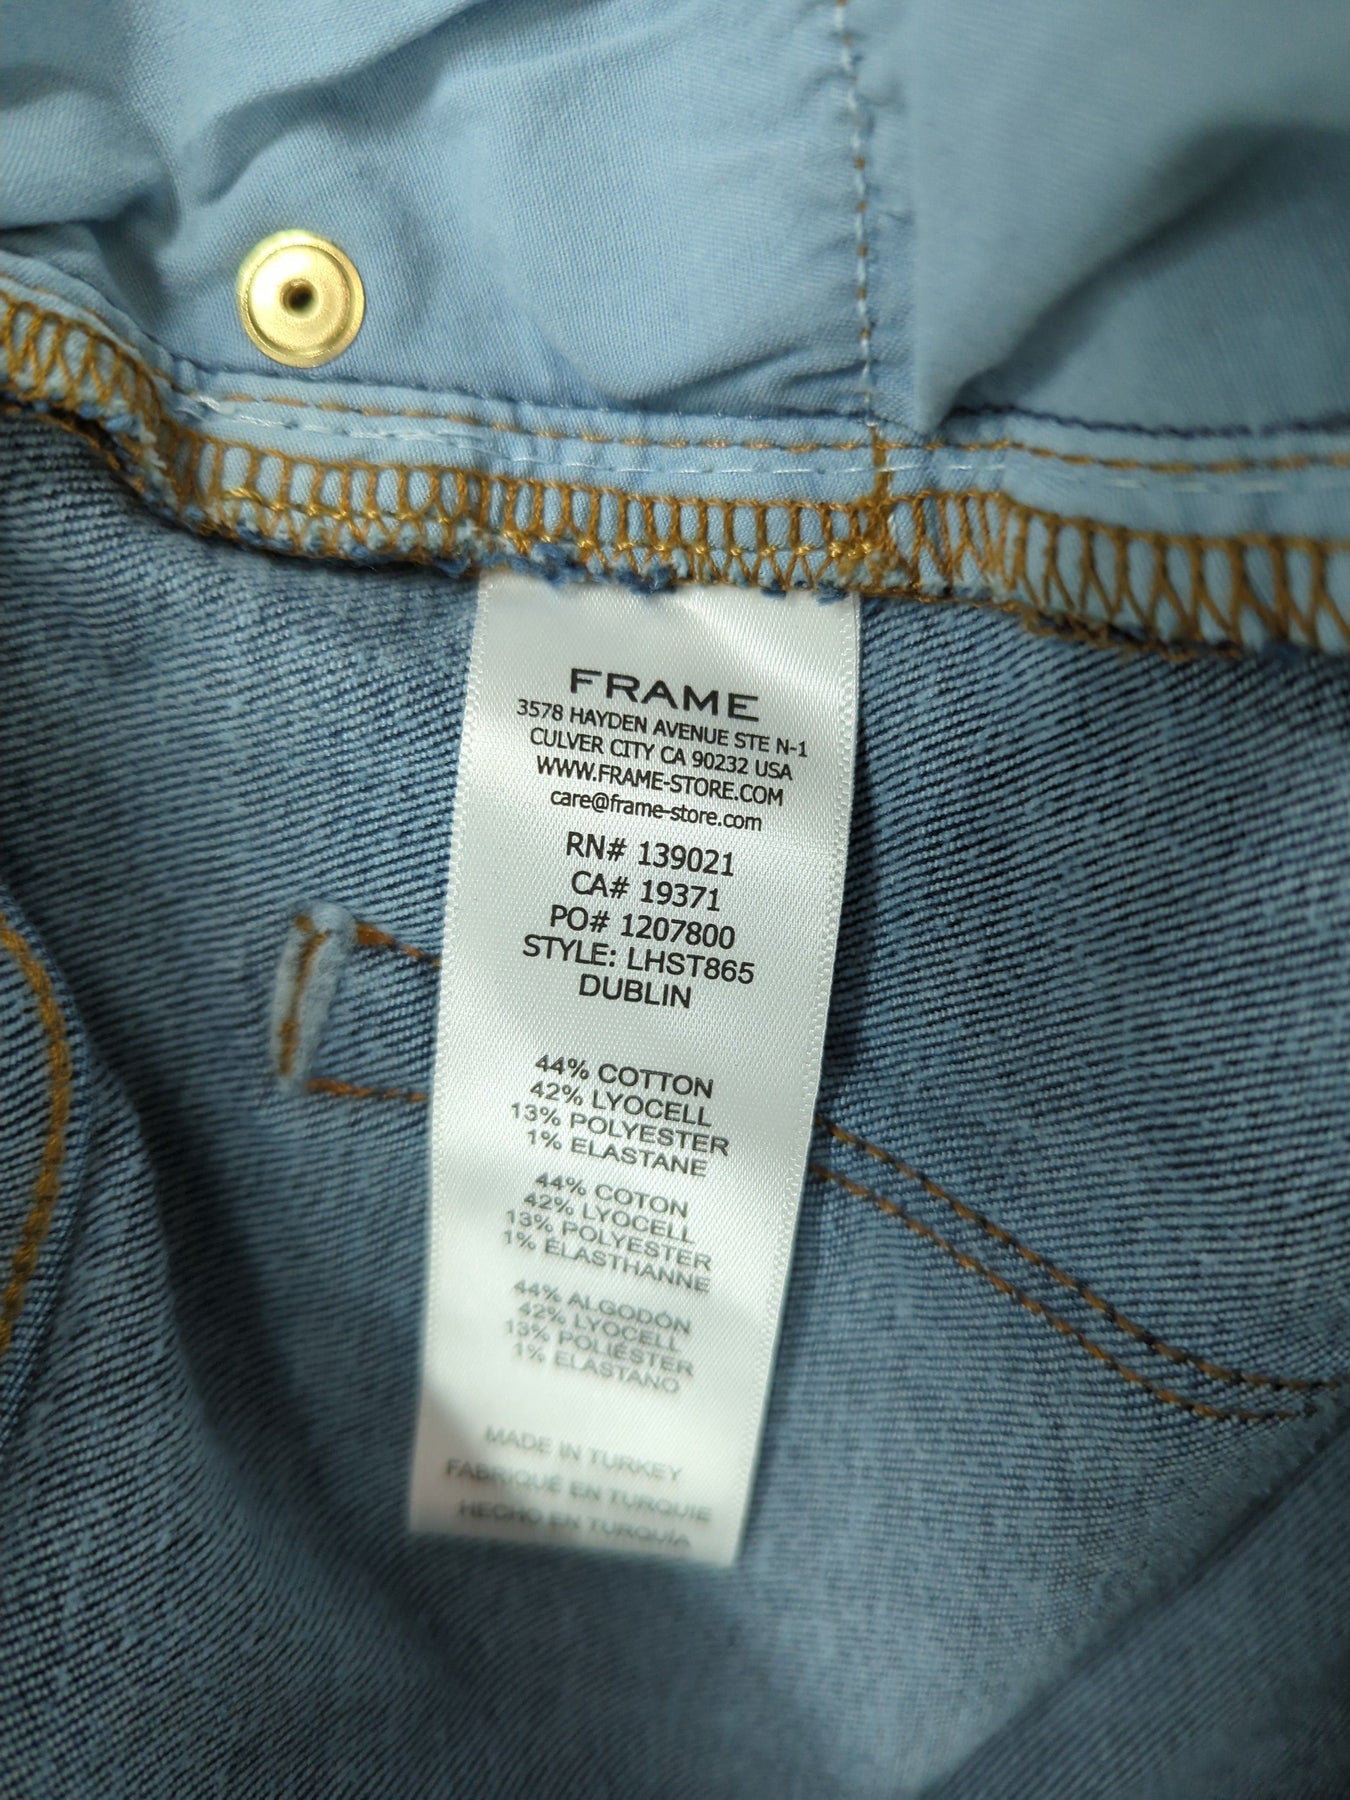 FRAME
3578 HAYDEN AVENUE STE N-1
CULVER CITY CA 90232 USA
WWW.FRAME-STORE.COM
care@frame-store.com
RN# 139021
CA# 19371
PO# 1207800
STYLE: LHST865
DUBLIN
44% COTTON
42% LYOCELL
13% POLYESTER
1% ELASTANE
44% COTON
42% LYOCELL
13% POLYESTER
1% ÉLASTHANNE
44% ALGODÓN
42% LYOCELL
13% POLIÉSTER
1% ELASTANO
MADE IN TURKEY
FABRIQUÉ EN TURQUIE
HECHO EN TURQUÍA